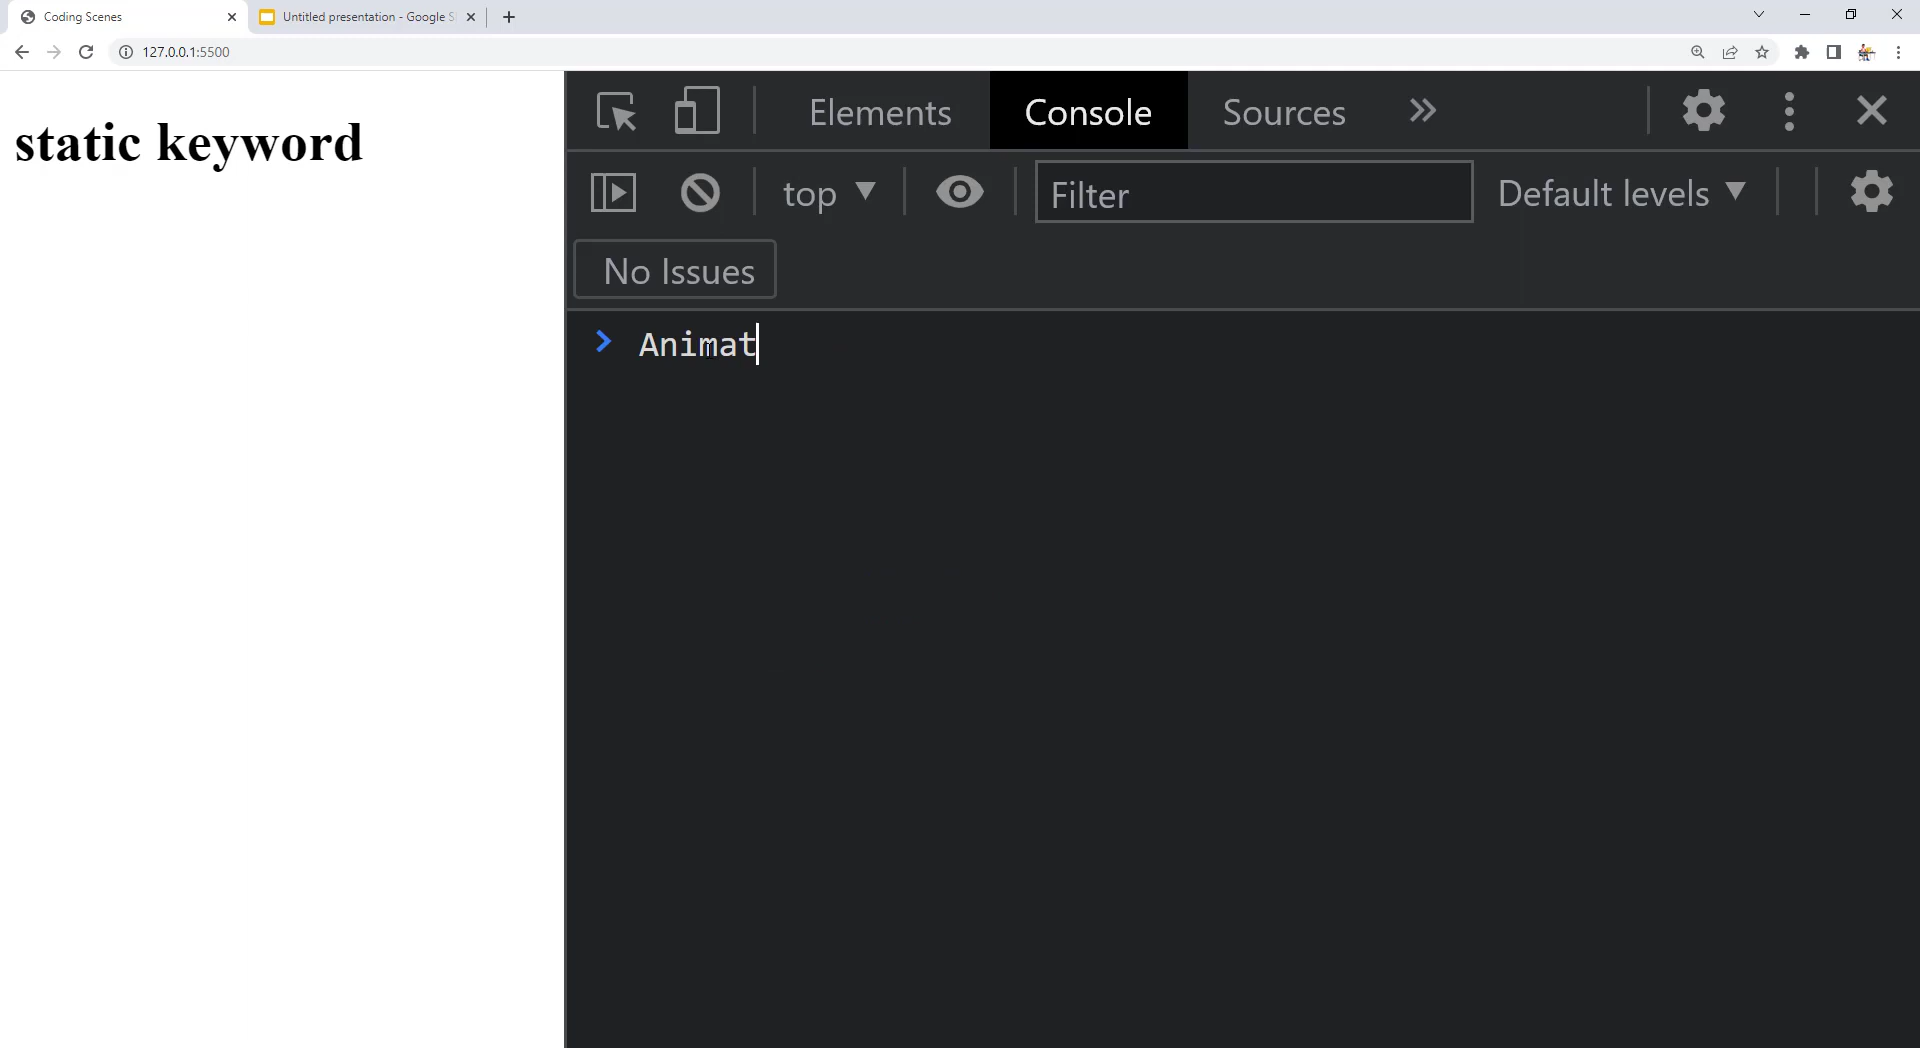 Coding Scenes
Untitled presentation - Google S
127.0.0.1:5500
static keyword
Elements
Console
Sources
top
Filter
Default levels
No Issues
Animat